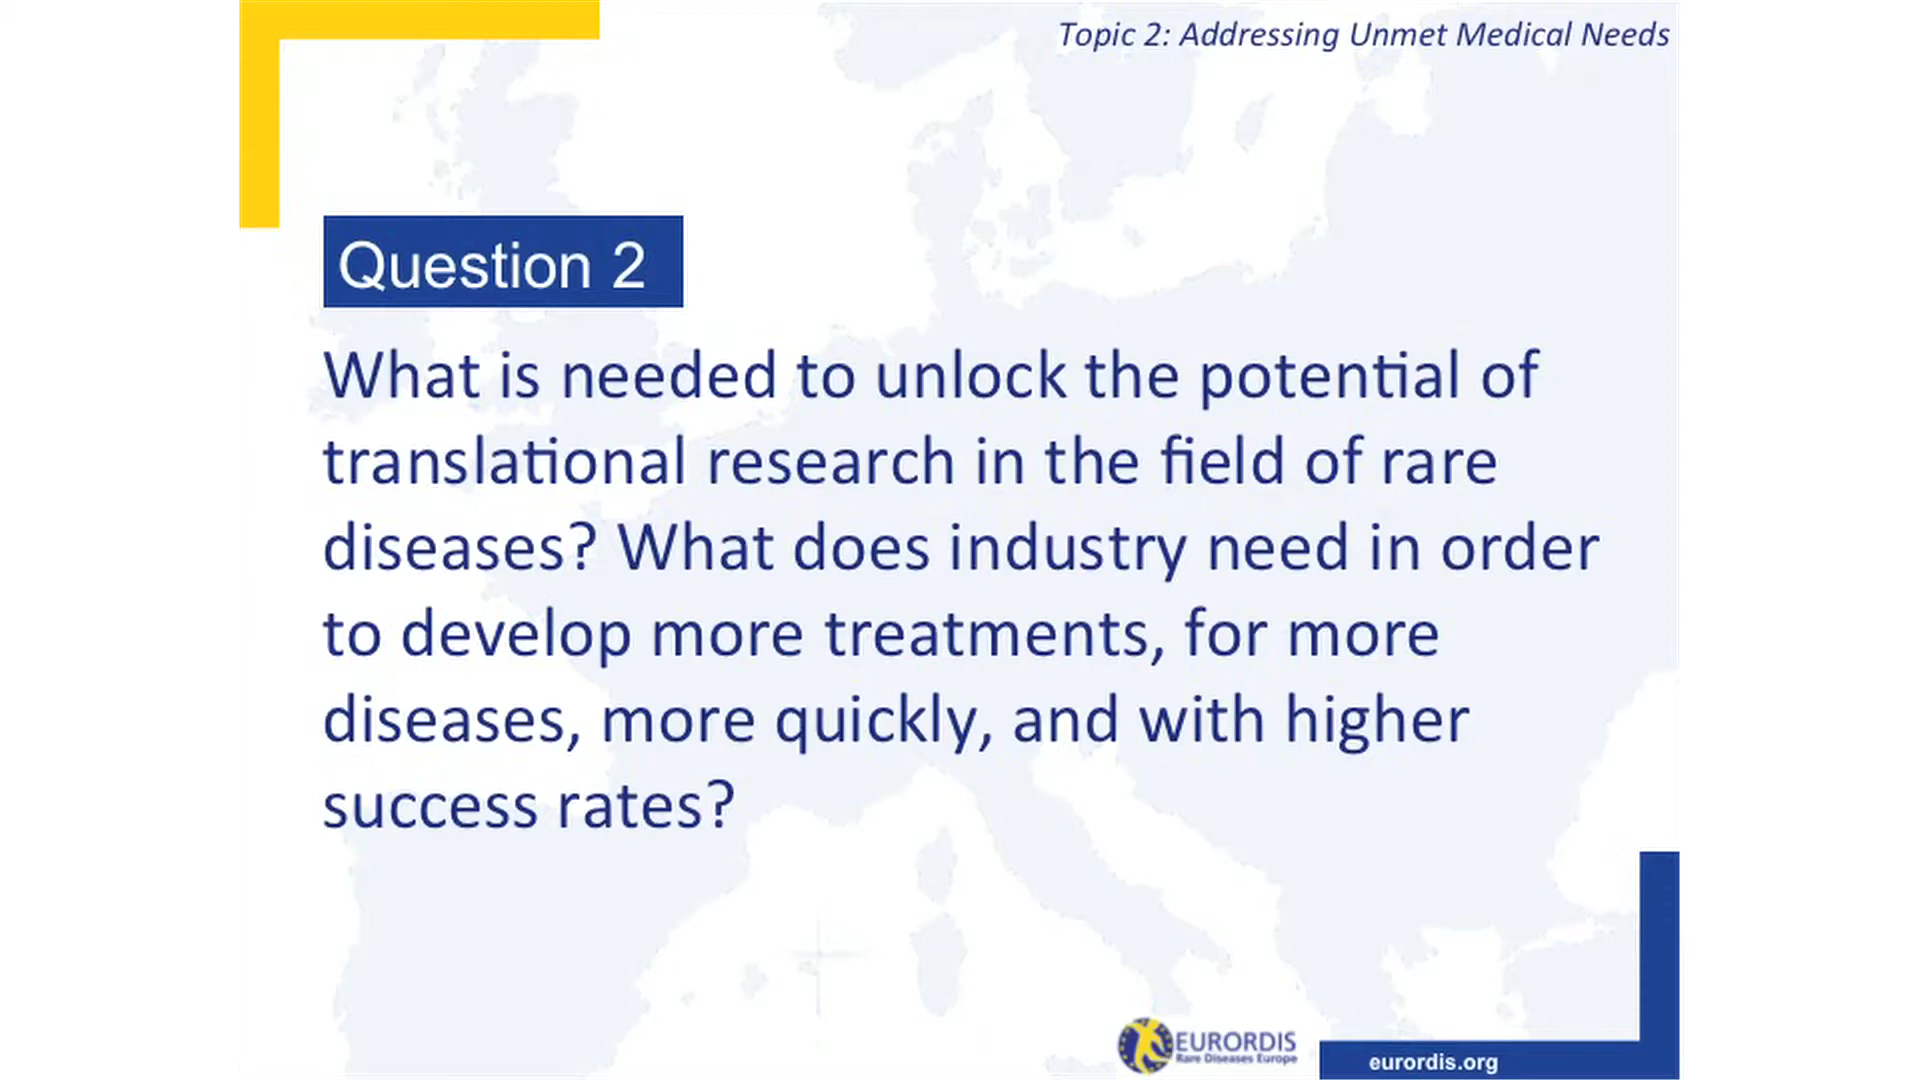 Topic 2: Addressing Unmet Medical Needs
Question 2
What is needed to unlock the potential of
translational research in the field of rare
diseases? What does industry need in order
to develop more treatments, for more
diseases, more quickly, and with higher
success rates?
EURORDIS
Rare Diseases Europe
eurordis.org